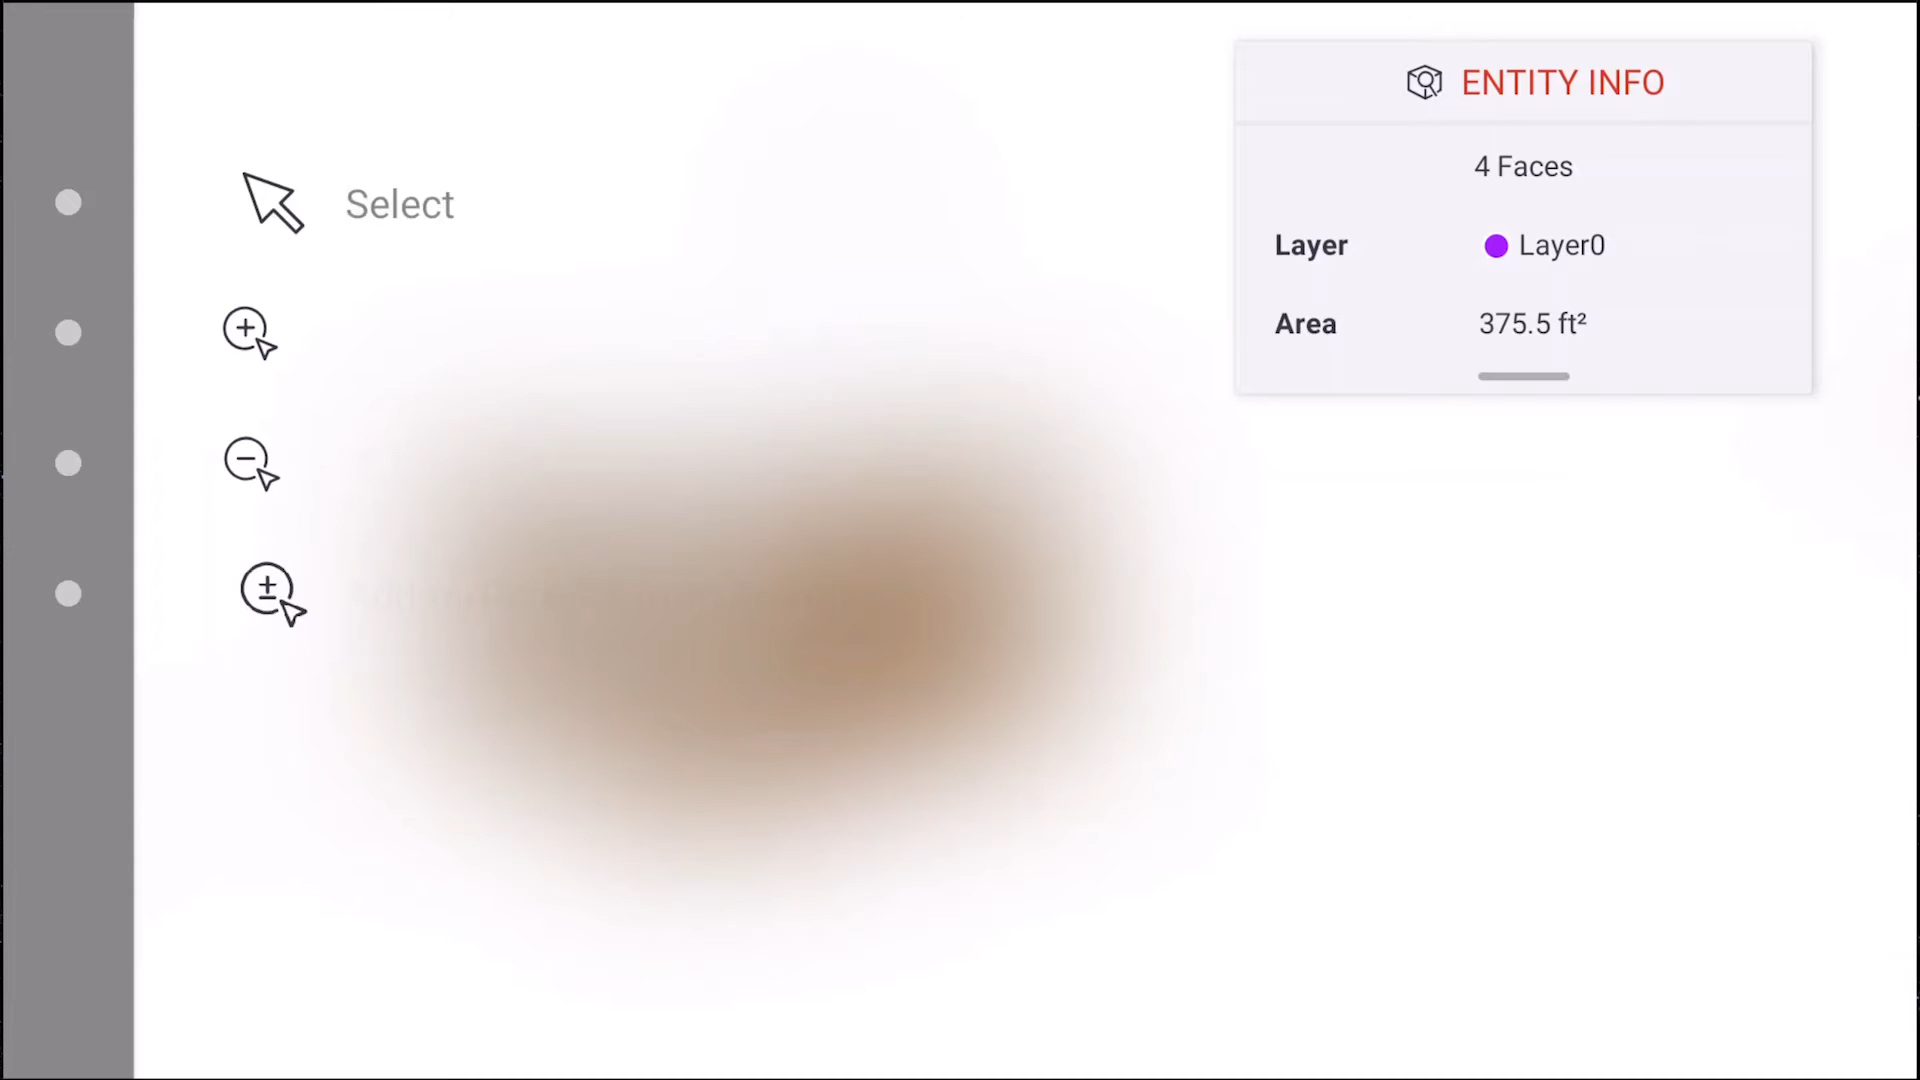 ENTITY INFO
4 Faces
Select
Layer
Layer0
Area
375.5 ft²